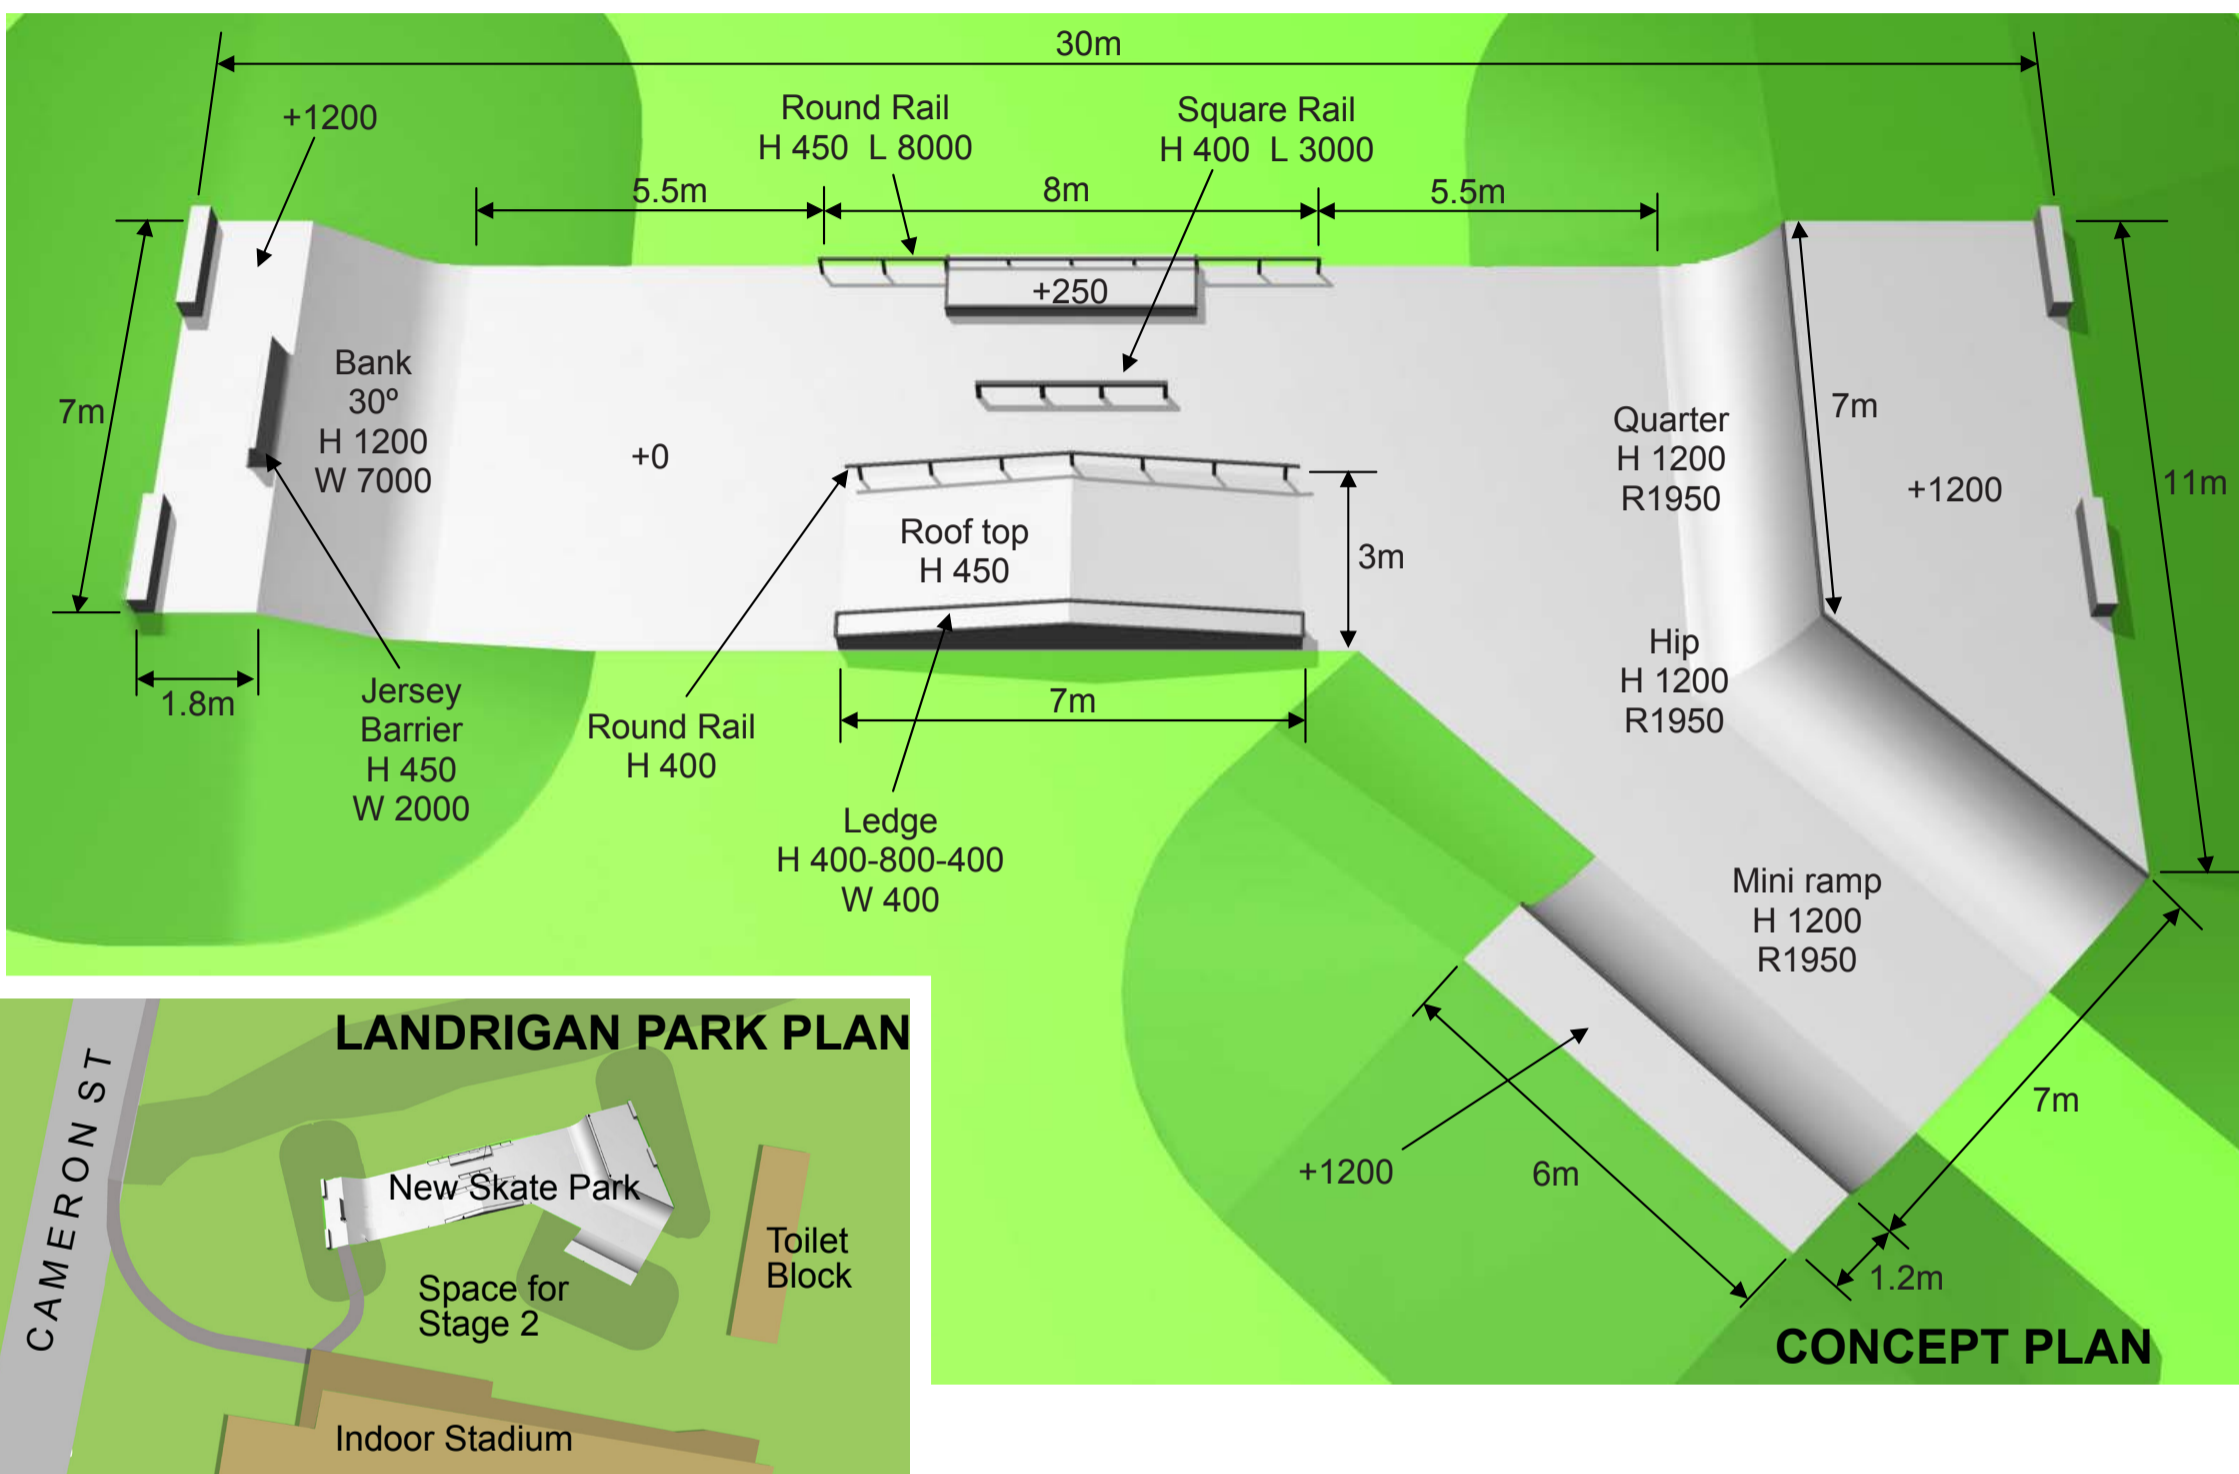 30m
+1200
Round Rail
H 450 L 8000
Square Rail
H 400 L 3000
5.5m
8m
5.5m
+250
7m
Bank
30º
H 1200
W 7000
+0
Quarter
H 1200
R1950
7m
+1200
11m
Roof top
H 450
3m
Hip
H 1200
R1950
1.8m
Jersey
Barrier
H 450
W 2000
Round Rail
H 400
7m
Ledge
H 400-800-400
W 400
Mini ramp
H 1200
R1950
7m
+1200
6m
1.2m
CONCEPT PLAN
LANDRIGAN PARK PLAN
CAMERON ST
New Skate Park
Toilet
Block
Space for
Stage 2
Indoor Stadium